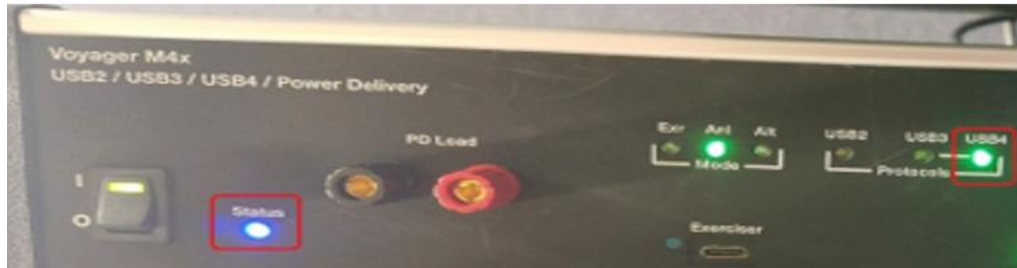 Voyager M4x
USB2 / USB3 / USB4 / Power Delivery
PD Load
Exr Anl Alt
Mode
USB2 USB3 USB4
Protocols
I
O
Status
Exerciser